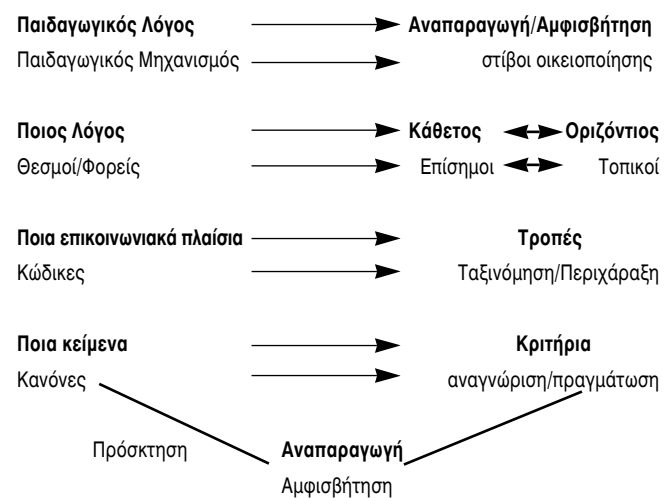 Παιδαγωγικός Λόγος Αναπαραγωγή/Αμφισβήτηση
Παιδαγωγικός Μηχανισμός στίβοι οικειοποίησης
Ποιος Λόγος Κάθετος Οριζόντιος
Θεσμοί/Φορείς Επίσημοι Τοπικοί
Ποια επικοινωνιακά πλαίσια Τροπές
Κώδικες Ταξινόμηση/Περιχάραξη
Ποια κείμενα Κριτήρια
Κανόνες αναγνώριση/πραγμάτωση
Πρόσκτηση Αναπαραγωγή
Αμφισβήτηση